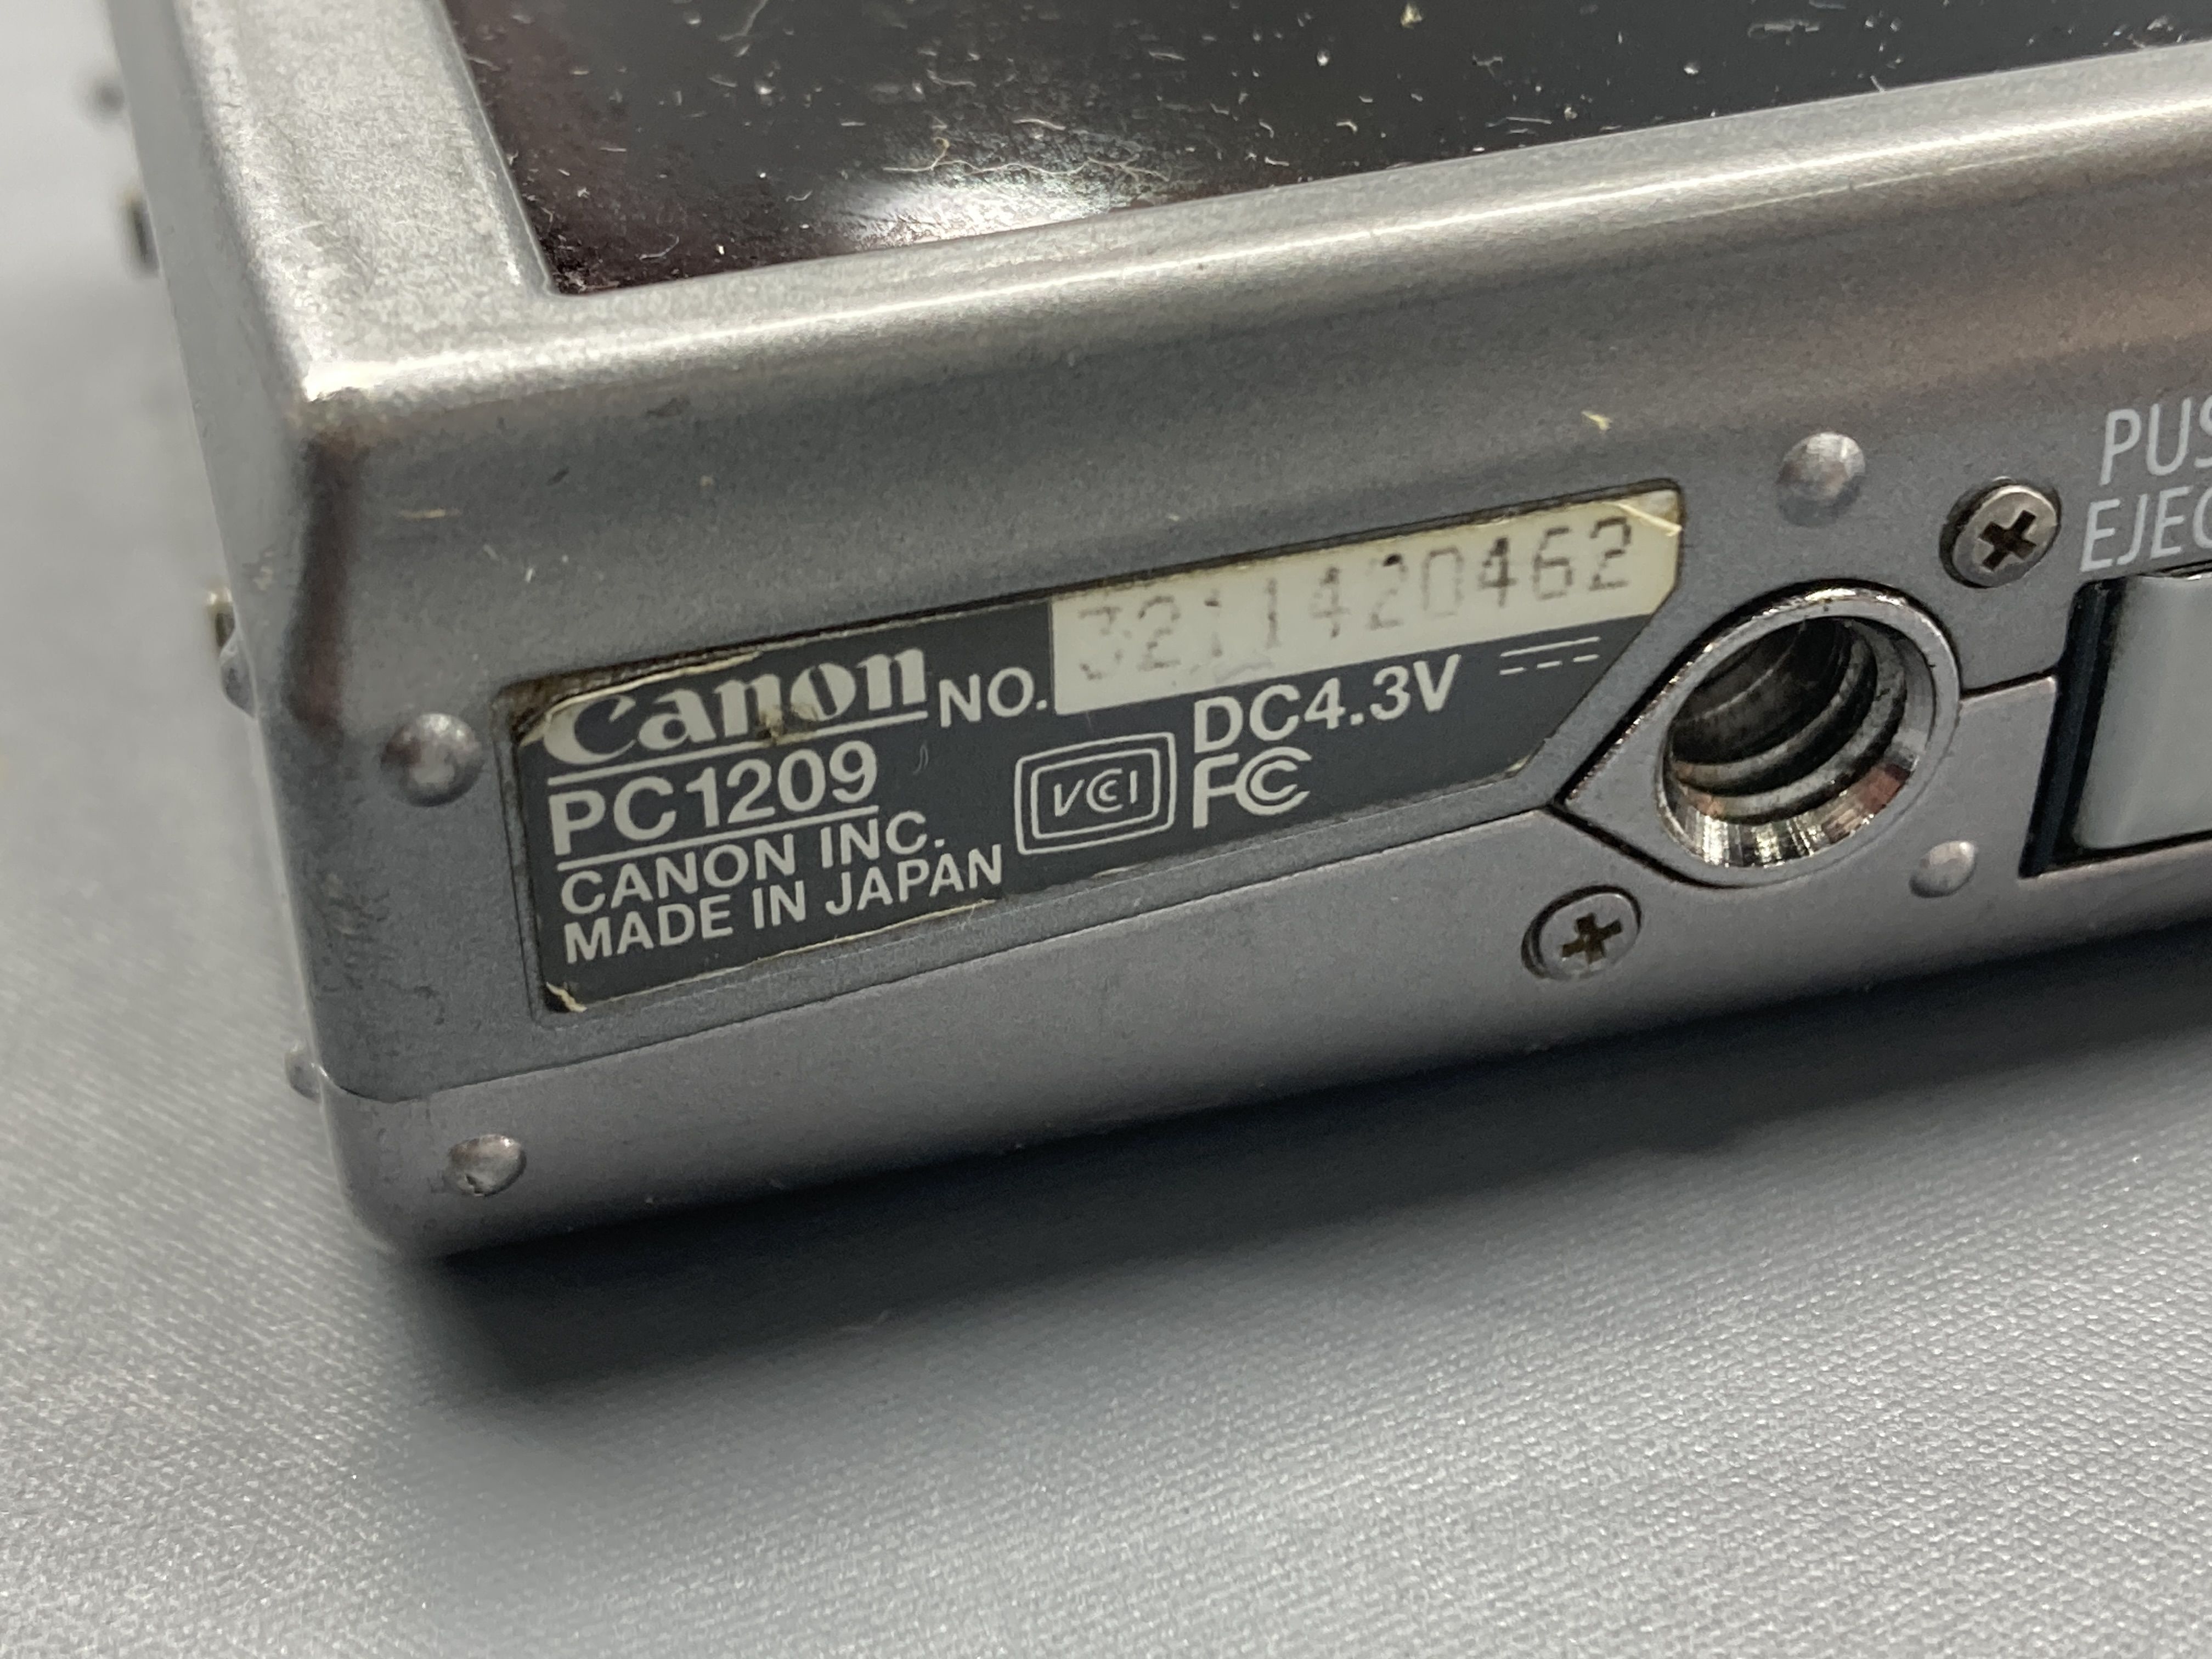 Canon NO. 3211420462
PC1209
DC4.3V
CANON INC.
MADE IN JAPAN
VCI
FC
PUS
EJEC